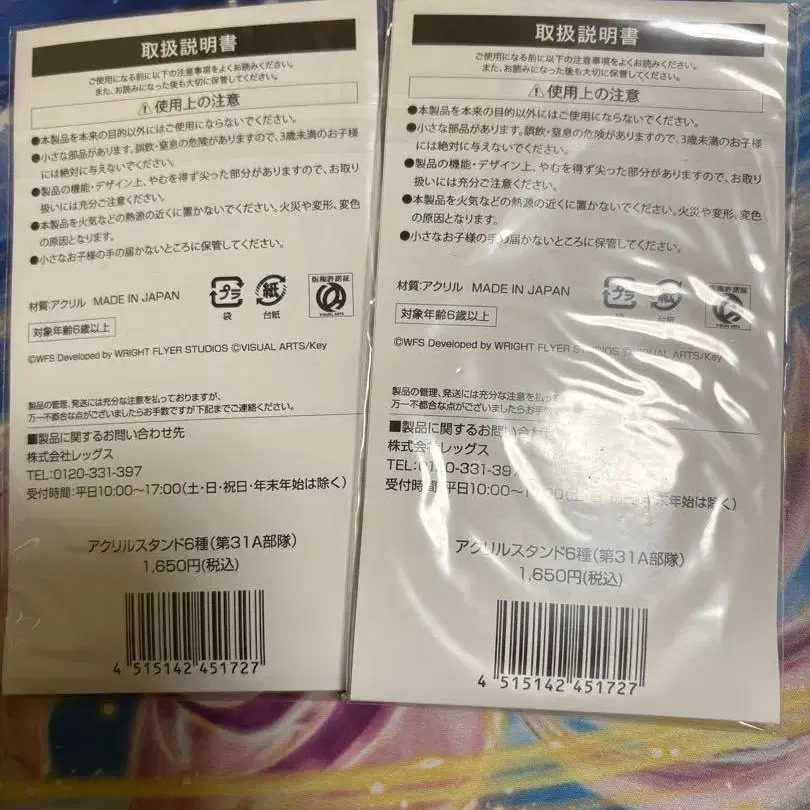 取扱説明書
ご使用になる前に以下の注意事項をよくお読みください。
また、お読みになった後も大切に保管してください。
⚠使用上の注意
●本製品を本来の目的以外にはご使用にならないでください。
●小さな部品があります。誤飲・窒息の危険がありますので、3歳未満のお子様
には絶対に与えないでください。
●製品の機能・デザイン上、やむを得ず尖った部分がありますので、お取り
扱いには充分ご注意ください。
●本製品を火気などの熱源の近くに置かないでください。火災や変形、変色
の原因となります。
●小さなお子様の手の届かないところに保管してください。
材質:アクリル MADE IN JAPAN
プラ
袋
紙
台紙
版権許諾証
VISUAL ARTS
対象年齢6歳以上
©WFS Developed by WRIGHT FLYER STUDIOS ©VISUAL ARTS/Key
製品の管理、発送には充分な注意を払っておりますが、
万一不都合な点がございましたらお手数ですが下記までご連絡ください。
■製品に関するお問い合わせ先
株式会社レッグス
TEL:0120-331-397
受付時間:平日10:00〜17:00(土・日・祝日・年末年始は除く)
アクリルスタンド6種(第31A部隊)
1,650円(税込)
4 515142 451727
取扱説明書
ご使用になる前に以下の注意事項をよくお読みください。
また、お読みになった後も大切に保管してください。
⚠使用上の注意
●本製品を本来の目的以外にはご使用にならないでください。
●小さな部品があります。誤飲・窒息の危険がありますので、3歳未満のお子様
には絶対に与えないでください。
●製品の機能・デザイン上、やむを得ず尖った部分がありますので、お取り
扱いには充分ご注意ください。
●本製品を火気などの熱源の近くに置かないでください。火災や変形、変色
の原因となります。
●小さなお子様の手の届かないところに保管してください。
材質:アクリル MADE IN JAPAN
プラ
袋
紙
台紙
版権許諾証
VISUAL ARTS
対象年齢6歳以上
©WFS Developed by WRIGHT FLYER STUDIOS ©VISUAL ARTS/Key
製品の管理、発送には充分な注意を払っ
万一不都合な点がございましたらお手数
■製品に関するお問い合わせ
株式会社レッグス
TEL:0120-331-397
受付時間:平日10:00〜17:00(土 末年始は除く)
アクリルスタンド6種(第31A部隊)
1,650円(税込)
4 515142 451727